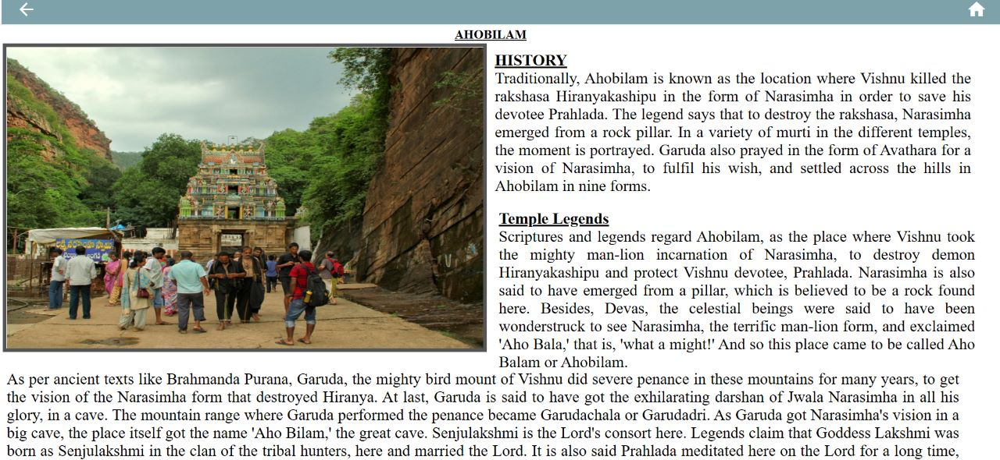 AHOBILAM
HISTORY
Traditionally, Ahobilam is known as the location where Vishnu killed the
rakshasa Hiranyakashipu in the form of Narasimha in order to save his
devotee Prahlada. The legend says that to destroy the rakshasa, Narasimha
emerged from a rock pillar. In a variety of murti in the different temples,
the moment is portrayed. Garuda also prayed in the form of Avathara for a
vision of Narasimha, to fulfil his wish, and settled across the hills in
Ahobilam in nine forms.
Temple Legends
Scriptures and legends regard Ahobilam, as the place where Vishnu took
the mighty man-lion incarnation of Narasimha, to destroy demon
Hiranyakashipu and protect Vishnu devotee, Prahlada. Narasimha is also
said to have emerged from a pillar, which is believed to be a rock found
here. Besides, Devas, the celestial beings were said to have been
wonderstruck to see Narasimha, the terrific man-lion form, and exclaimed
'Aho Bala,' that is, 'what a might!' And so this place came to be called Aho
Balam or Ahobilam.
As per ancient texts like Brahmanda Purana, Garuda, the mighty bird mount of Vishnu did severe penance in these mountains for many years, to get
the vision of the Narasimha form that destroyed Hiranya. At last, Garuda is said to have got the exhilarating darshan of Jwala Narasimha in all his
glory, in a cave. The mountain range where Garuda performed the penance became Garudachala or Garudadri. As Garuda got Narasimha's vision in a
big cave, the place itself got the name 'Aho Bilam,' the great cave. Senjulakshmi is the Lord's consort here. Legends claim that Goddess Lakshmi was
born as Senjulakshmi in the clan of the tribal hunters, here and married the Lord. It is also said Prahlada meditated here on the Lord for a long time,